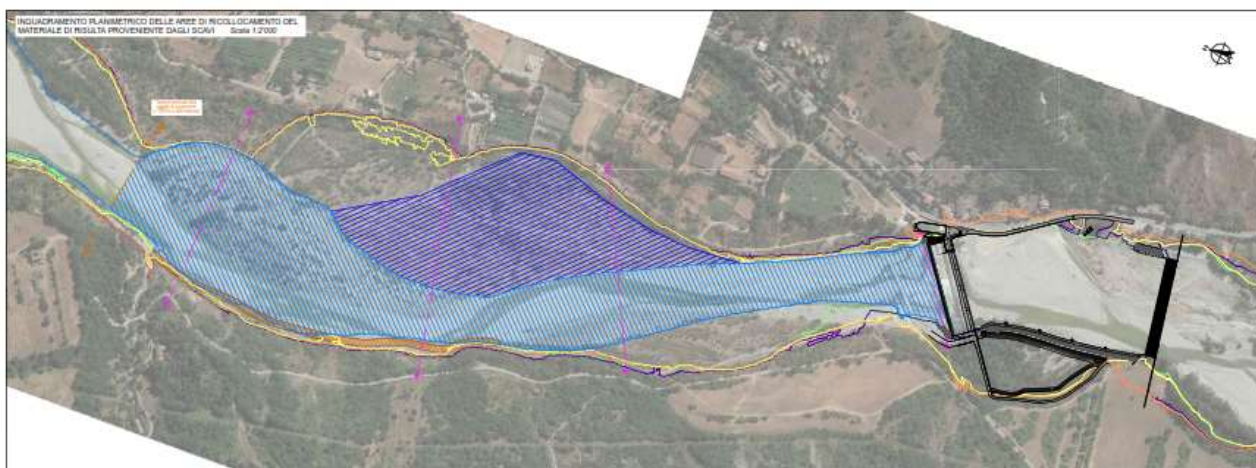 INQUADRAMENTO PLANIMETRICO DELLE AREE DI RICOLLOCAMENTO DEL
MATERIALE DI RISULTA PROVENIENTE DAGLI SCAVI Scala 1:2'000